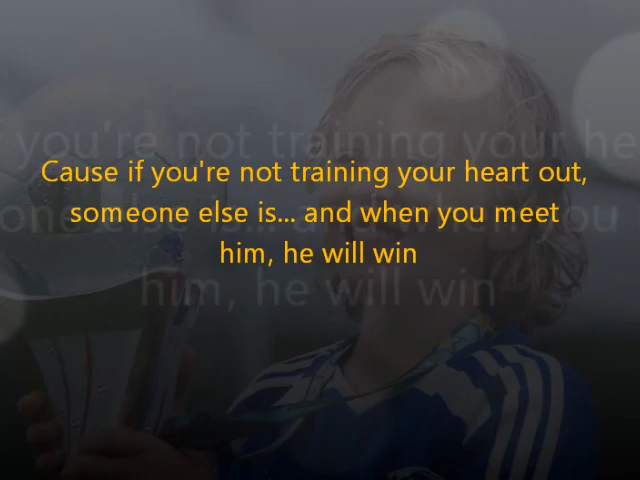 Cause if you're not training your heart out,
someone else is... and when you meet
him, he will win